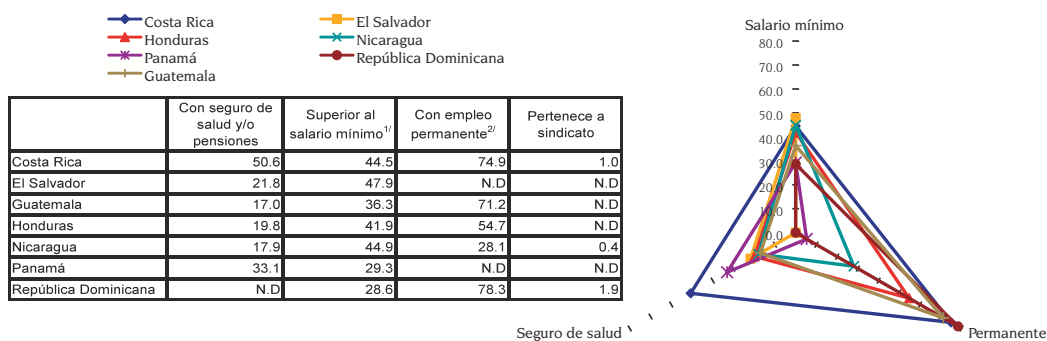 Costa Rica
El Salvador
Honduras
Nicaragua
Panamá
República Dominicana
Guatemala
Con seguro de salud y/o pensiones
Superior al salario mínimo1/
Con empleo permanente2/
Pertenece a sindicato
Costa Rica 50.6 44.5 74.9 1.0
El Salvador 21.8 47.9 N.D N.D
Guatemala 17.0 36.3 71.2 N.D
Honduras 19.8 41.9 54.7 N.D
Nicaragua 17.9 44.9 28.1 0.4
Panamá 33.1 29.3 N.D N.D
República Dominicana N.D 28.6 78.3 1.9
Salario mínimo
80.0
70.0
60.0
50.0
40.0
30.0
20.0
10.0
0.0
Seguro de salud
Permanente